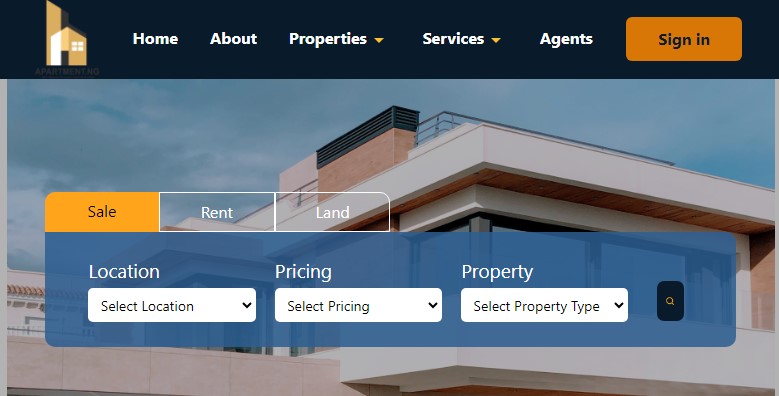 APARTMENT.NG
Home About Properties Services Agents Sign in
Sale Rent Land
Location Pricing Property
Select Location Select Pricing Select Property Type